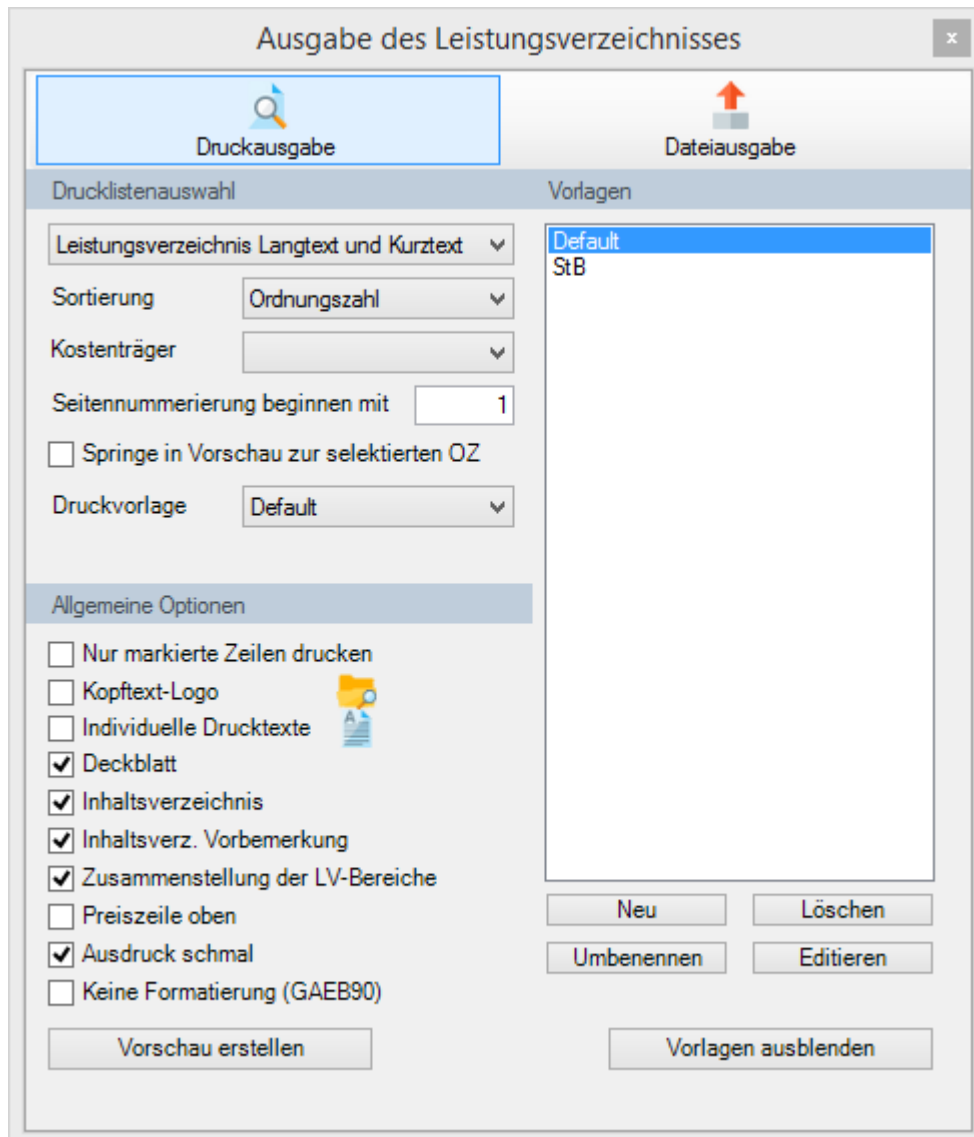 Ausgabe des Leistungsverzeichnisses
x
Druckausgabe
Dateiausgabe
Drucklistenauswahl
Leistungsverzeichnis Langtext und Kurztext
Sortierung
Ordnungszahl
Kostenträger
Seitennummerierung beginnen mit
1
Springe in Vorschau zur selektierten OZ
Druckvorlage
Default
Allgemeine Optionen
Nur markierte Zeilen drucken
Kopftext-Logo
Individuelle Drucktexte
A
Deckblatt
Inhaltsverzeichnis
Inhaltsverz. Vorbemerkung
Zusammenstellung der LV-Bereiche
Preiszeile oben
Ausdruck schmal
Keine Formatierung (GAEB90)
Vorschau erstellen
Vorlagen
Default
StB
Neu
Löschen
Umbenennen
Editieren
Vorlagen ausblenden